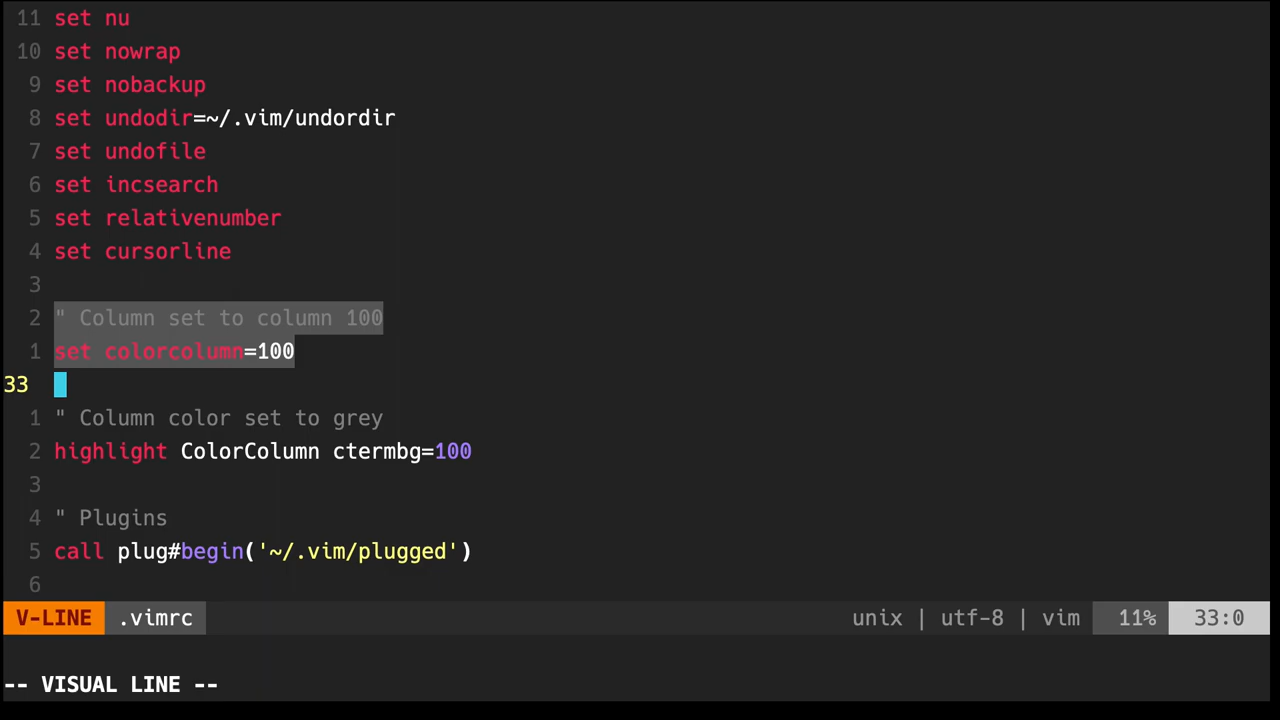 11 set nu
10 set nowrap
9 set nobackup
8 set undodir=~/.vim/undordir
7 set undofile
6 set incsearch
5 set relativenumber
4 set cursorline
3
2 " Column set to column 100
1 set colorcolumn=100
33
1 " Column color set to grey
2 highlight ColorColumn ctermbg=100
3
4 " Plugins
5 call plug#begin('~/.vim/plugged')
6
V-LINE .vimrc unix | utf-8 | vim 11% 33:0
-- VISUAL LINE --